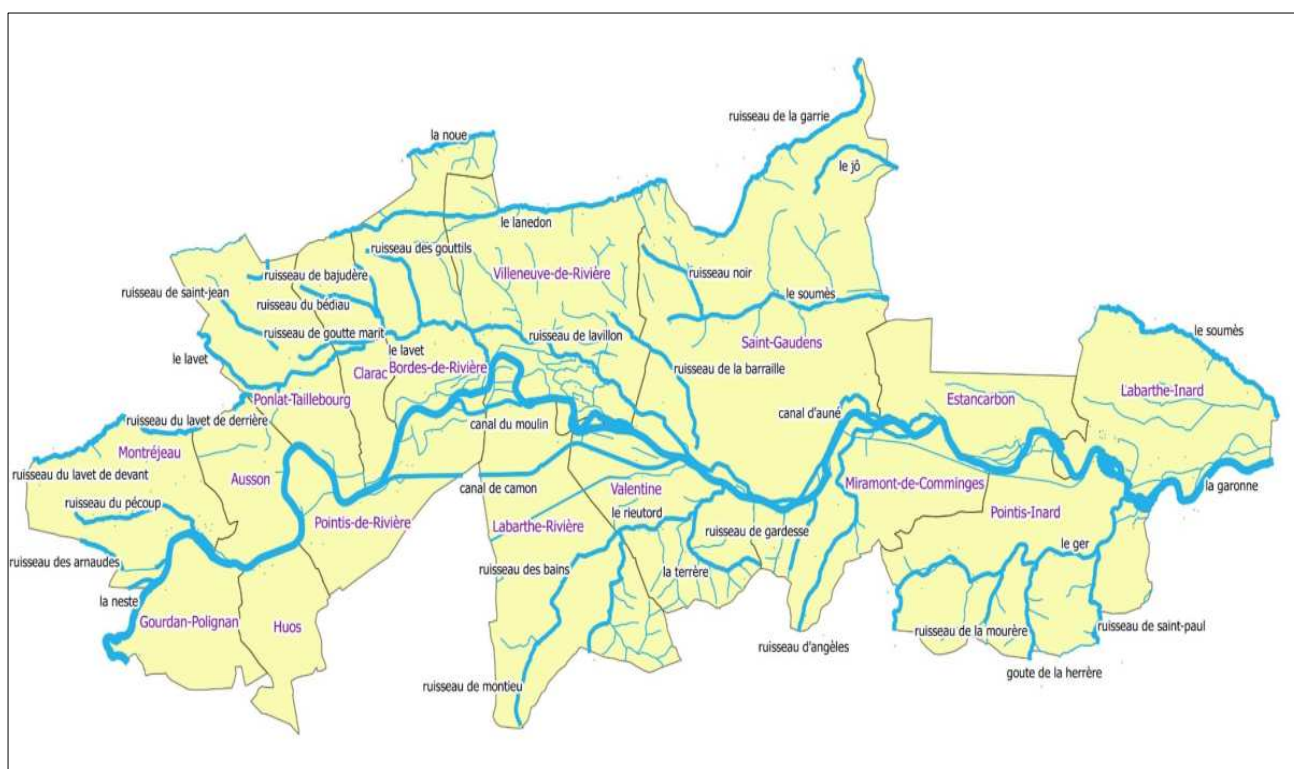 ruisseau de la garrie
la noue
le jô
le lanedon
ruisseau des gouttils
ruisseau de bajudère
Villeneuve-de-Rivière
ruisseau noir
ruisseau de saint-jean
le soumès
ruisseau du bédiau
ruisseau de goutte marit
ruisseau de lavillon
le soumès
Saint-Gaudens
le lavet
le lavet
Clarac
Bordes-de-Rivière
ruisseau de la barraille
Labarthe-Inard
Ponlat-Taillebourg
Estancarbon
canal d'auné
ruisseau du lavet de derrière
canal du moulin
Montréjeau
ruisseau du lavet de devant
Ausson
canal de camon
Valentine
Miramont-de-Comminges
la garonne
ruisseau du pécoup
Pointis-de-Rivière
Labarthe-Rivière
le rieutord
Pointis-Inard
ruisseau de gardesse
le ger
ruisseau des arnaudes
ruisseau des bains
la terrère
la neste
Gourdan-Polignan
Huos
ruisseau de la mourère
ruisseau de saint-paul
ruisseau d'angèles
goute de la herrère
ruisseau de montieu